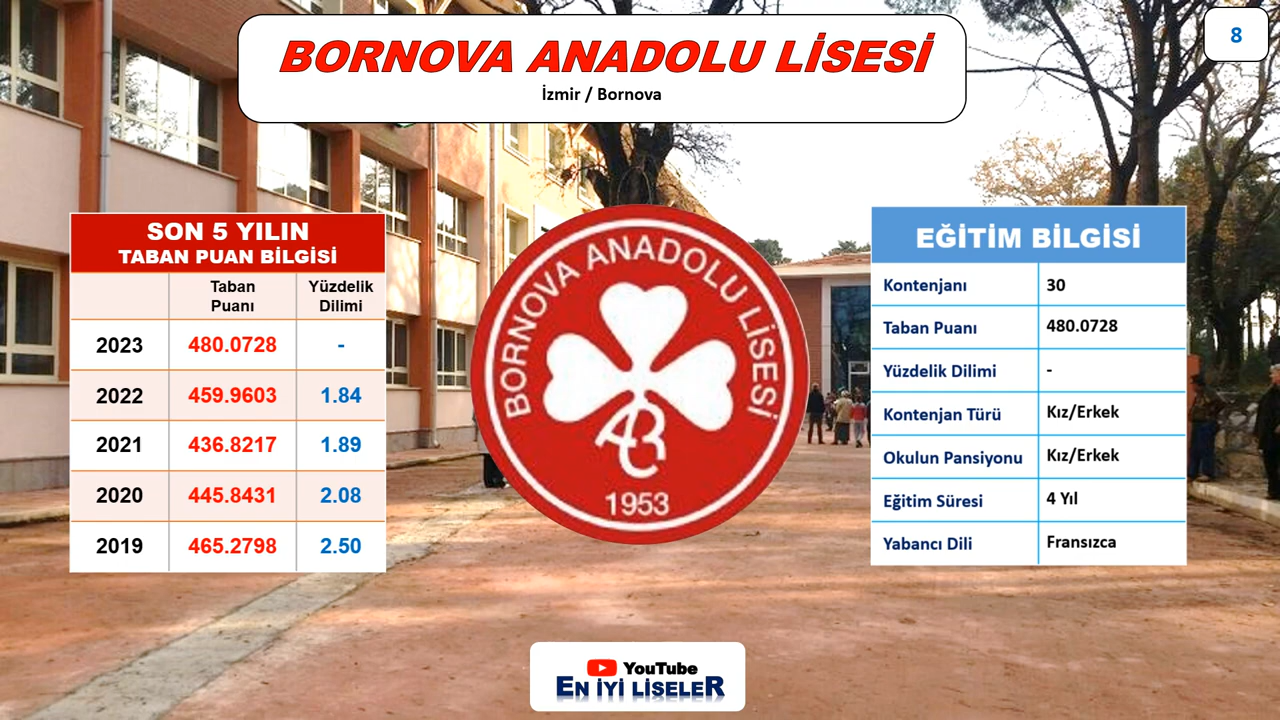 BORNOVA ANADOLU LİSESİ
İzmir / Bornova
8
SON 5 YILIN
TABAN PUAN BİLGİSİ
Taban Puanı Yüzdelik Dilimi
2023 480.0728 -
2022 459.9603 1.84
2021 436.8217 1.89
2020 445.8431 2.08
2019 465.2798 2.50
BORNOVA ANADOLU LİSESİ
ABC
1953
EĞİTİM BİLGİSİ
Kontenjanı 30
Taban Puanı 480.0728
Yüzdelik Dilimi -
Kontenjan Türü Kız/Erkek
Okulun Pansiyonu Kız/Erkek
Eğitim Süresi 4 Yıl
Yabancı Dili Fransızca
YouTube
EN İYİ LİSELER